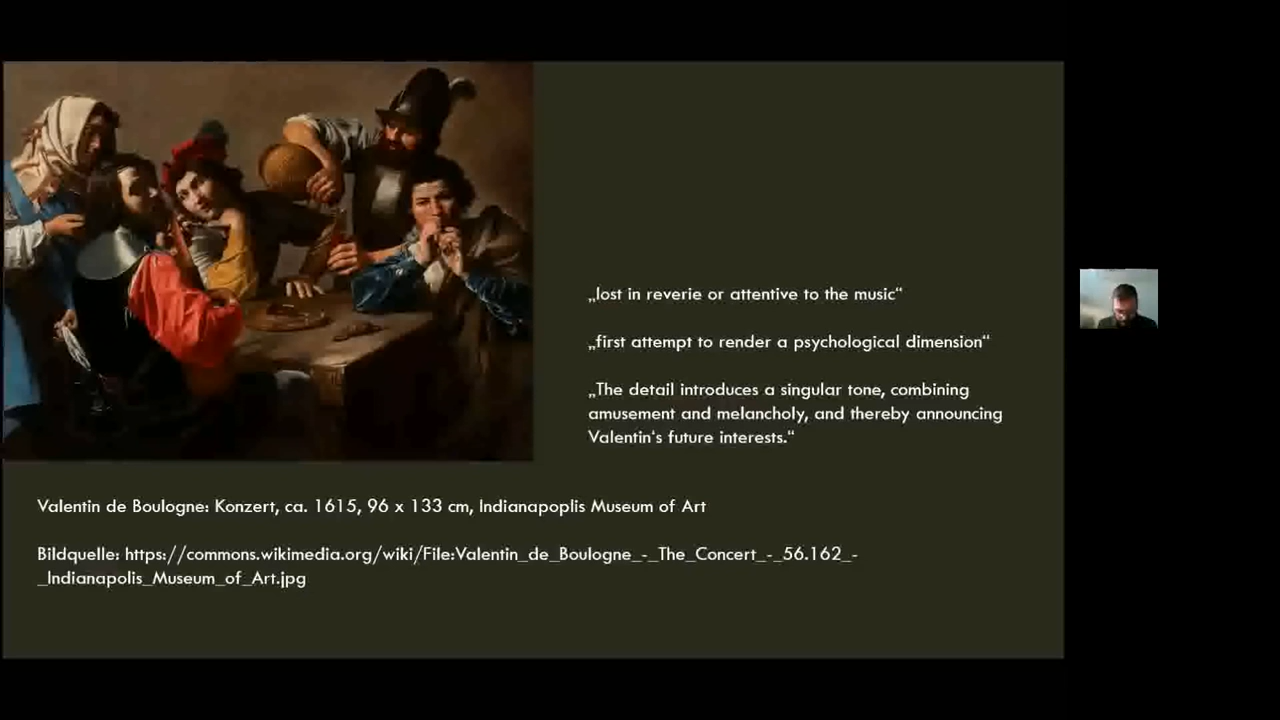 „lost in reverie or attentive to the music“
„first attempt to render a psychological dimension“
„The detail introduces a singular tone, combining
amusement and melancholy, and thereby announcing
Valentin‘s future interests.“
Valentin de Boulogne: Konzert, ca. 1615, 96 x 133 cm, Indianapoplis Museum of Art
Bildquelle: https://commons.wikimedia.org/wiki/File:Valentin_de_Boulogne_-_The_Concert_-_56.162_-
_Indianapolis_Museum_of_Art.jpg